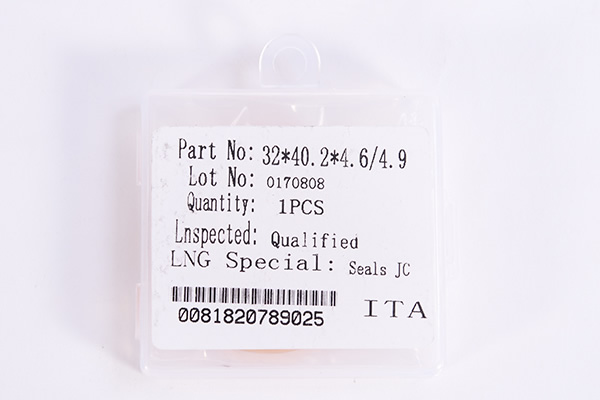 Part No: 32*40.2*4.6/4.9
Lot No: 0170808
Quantity: 1PCS
Lnspected: Qualified
LNG Special: Seals JC
0081820789025
ITA